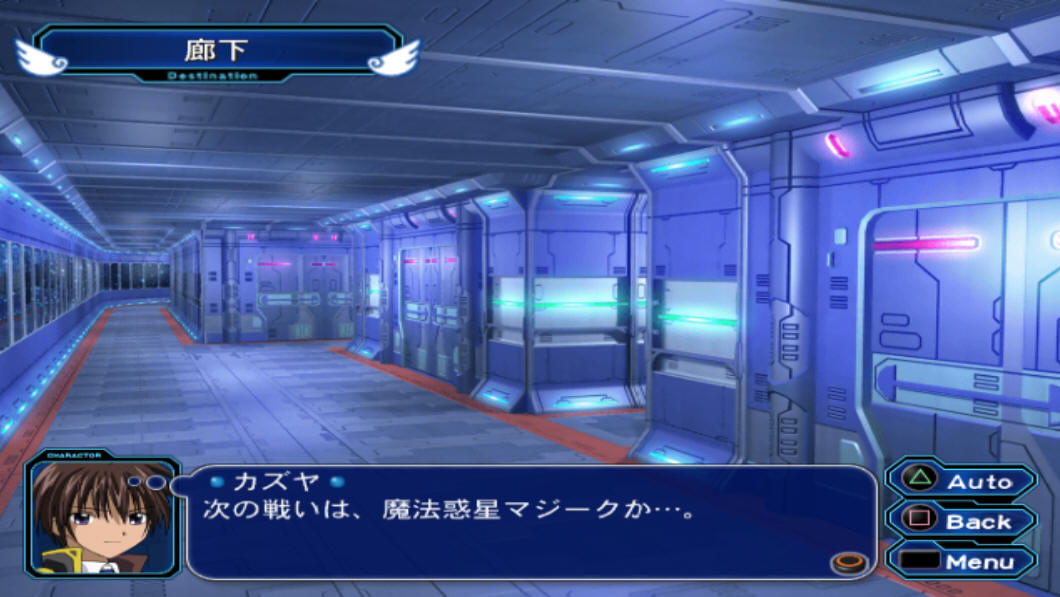 廊下
Destination
CHARACTOR
カズヤ
次の戦いは、魔法惑星マジークか…。
Auto
Back
Menu